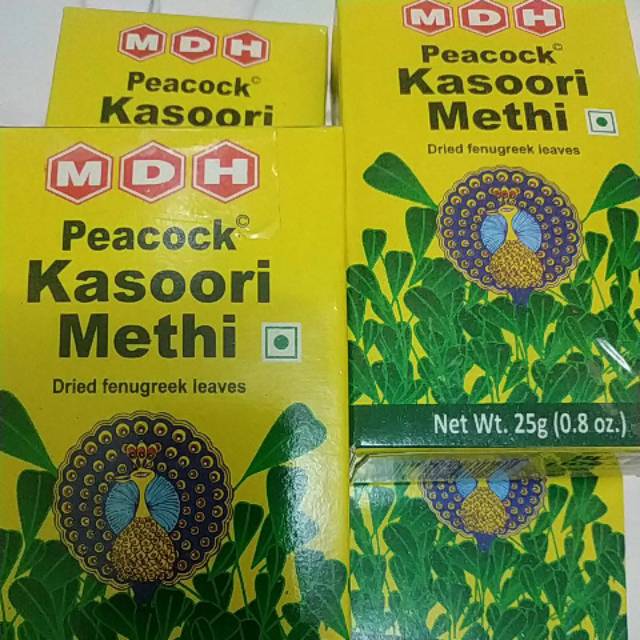 MDH
Peacock©
Kasoori
MDH
Peacock©
Kasoori
Methi
Dried fenugreek leaves
MDH
Peacock©
Kasoori
Methi
Dried fenugreek leaves
Net Wt. 25g (0.8 oz.)